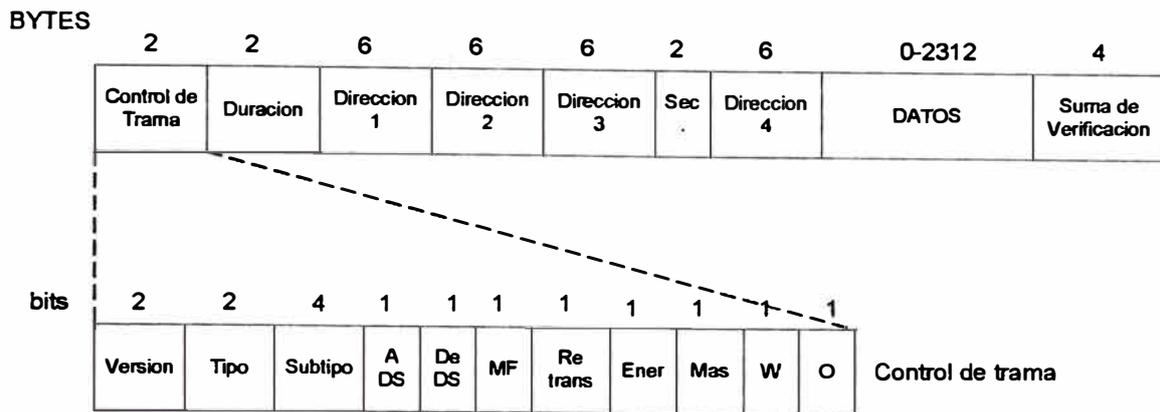 BYTES
2 2 6 6 6 2 6 0-2312 4
Control de Trama Duracion Direccion 1 Direccion 2 Direccion 3 Sec. Direccion 4 DATOS Suma de Verificacion
bits 2 2 4 1 1 1 1 1 1 1 1
Version Tipo Subtipo A DS De DS MF Re trans Ener Mas W O Control de trama